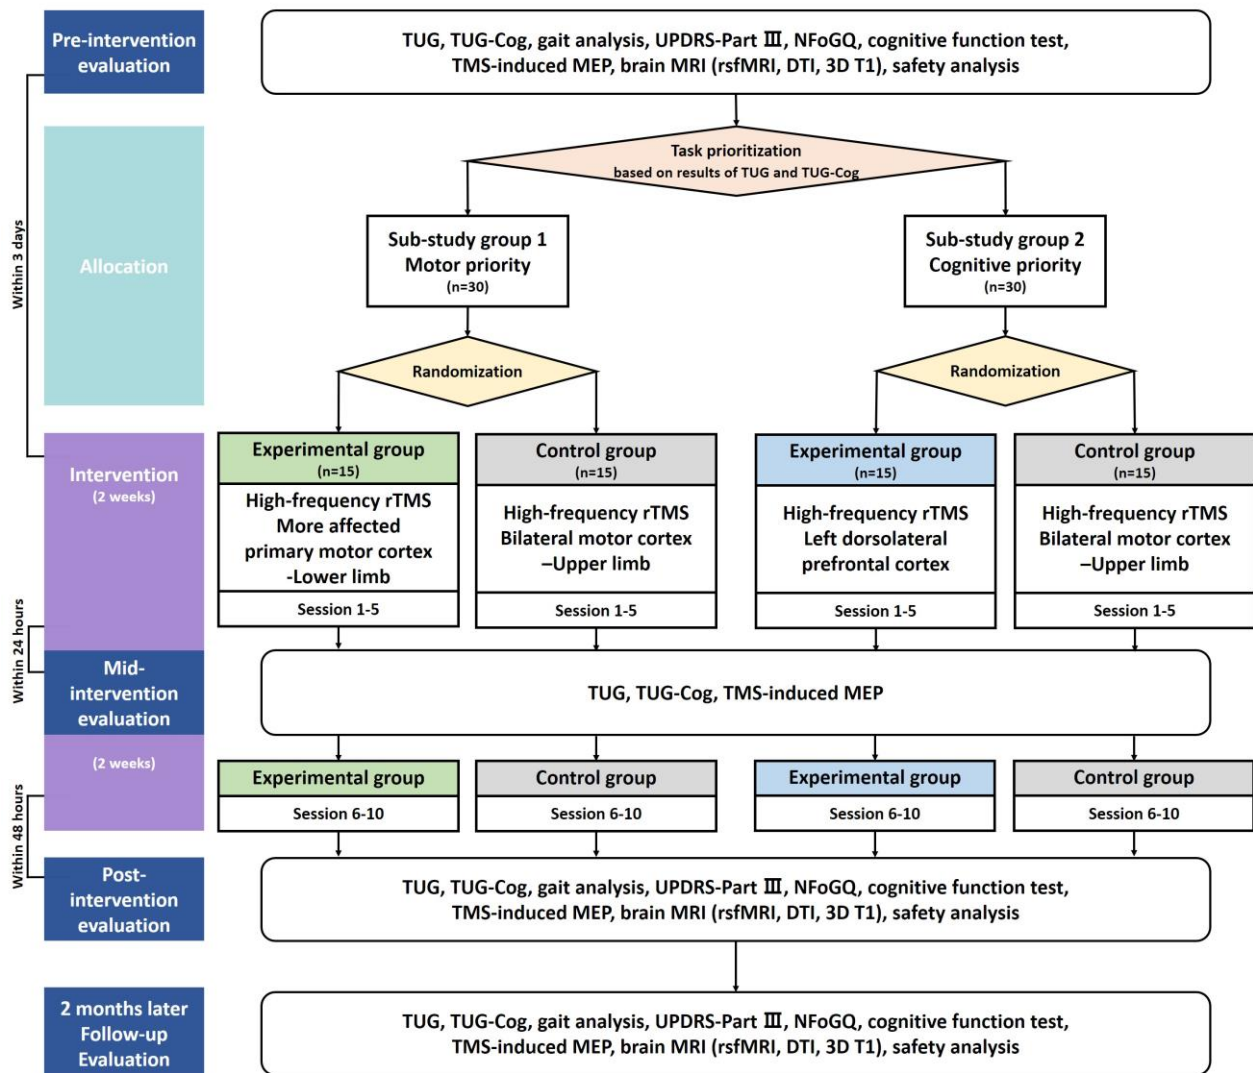 Pre-intervention
evaluation
TUG, TUG-Cog, gait analysis, UPDRS-Part Ⅲ, NFoGQ, cognitive function test,
TMS-induced MEP, brain MRI (rsfMRI, DTI, 3D T1), safety analysis
Within 3 days
Allocation
Task prioritization
based on results of TUG and TUG-Cog
Sub-study group 1
Motor priority
(n=30)
Sub-study group 2
Cognitive priority
(n=30)
Randomization
Randomization
Intervention
(2 weeks)
Experimental group
(n=15)
High-frequency rTMS
More affected
primary motor cortex
-Lower limb
Session 1-5
Control group
(n=15)
High-frequency rTMS
Bilateral motor cortex
–Upper limb
Session 1-5
Experimental group
(n=15)
High-frequency rTMS
Left dorsolateral
prefrontal cortex
Session 1-5
Control group
(n=15)
High-frequency rTMS
Bilateral motor cortex
–Upper limb
Session 1-5
Within 24 hours
Mid-
intervention
evaluation
TUG, TUG-Cog, TMS-induced MEP
(2 weeks)
Experimental group
Session 6-10
Control group
Session 6-10
Experimental group
Session 6-10
Control group
Session 6-10
Within 48 hours
Post-
intervention
evaluation
TUG, TUG-Cog, gait analysis, UPDRS-Part Ⅲ, NFoGQ, cognitive function test,
TMS-induced MEP, brain MRI (rsfMRI, DTI, 3D T1), safety analysis
2 months later
Follow-up
Evaluation
TUG, TUG-Cog, gait analysis, UPDRS-Part Ⅲ, NFoGQ, cognitive function test,
TMS-induced MEP, brain MRI (rsfMRI, DTI, 3D T1), safety analysis